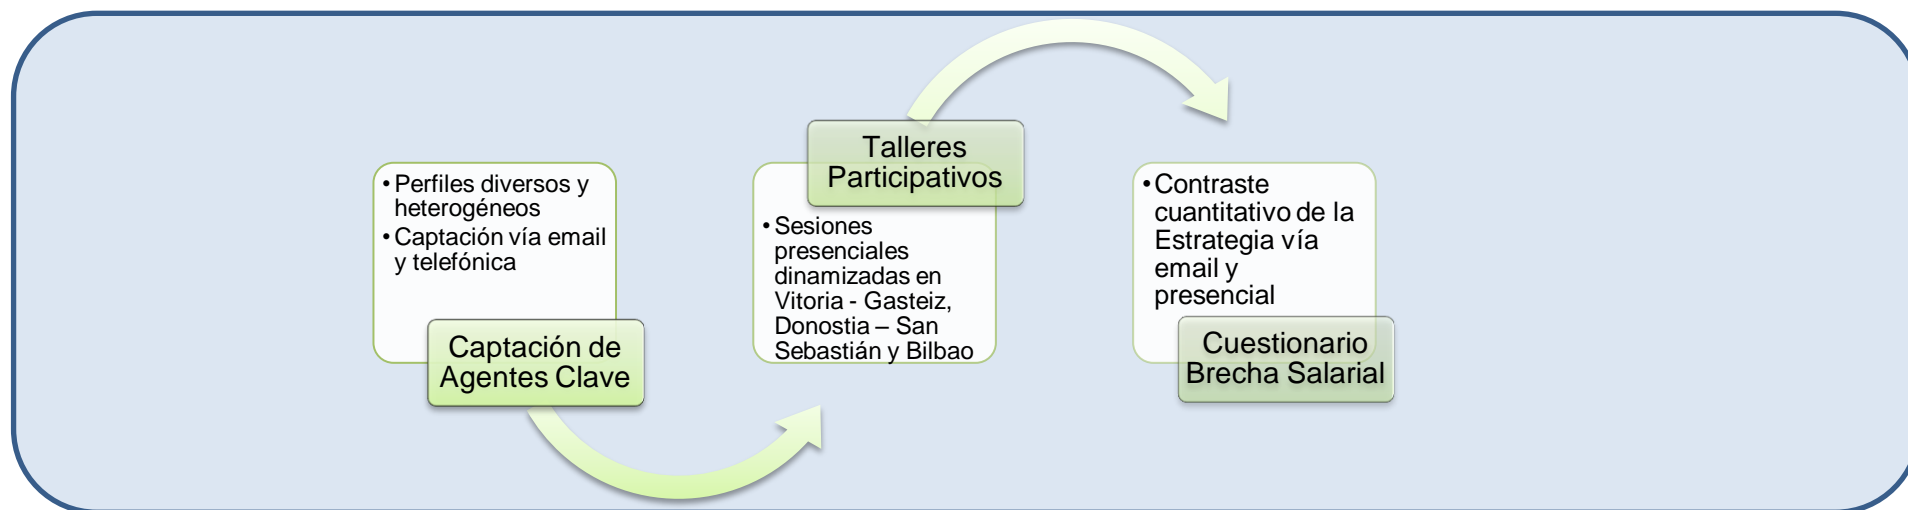 • Perfiles diversos y
heterogéneos
• Captación vía email
y telefónica
Captación de
Agentes Clave
Talleres
Participativos
• Sesiones
presenciales
dinamizadas en
Vitoria - Gasteiz,
Donostia – San
Sebastián y Bilbao
• Contraste
cuantitativo de la
Estrategia vía
email y
presencial
Cuestionario
Brecha Salarial